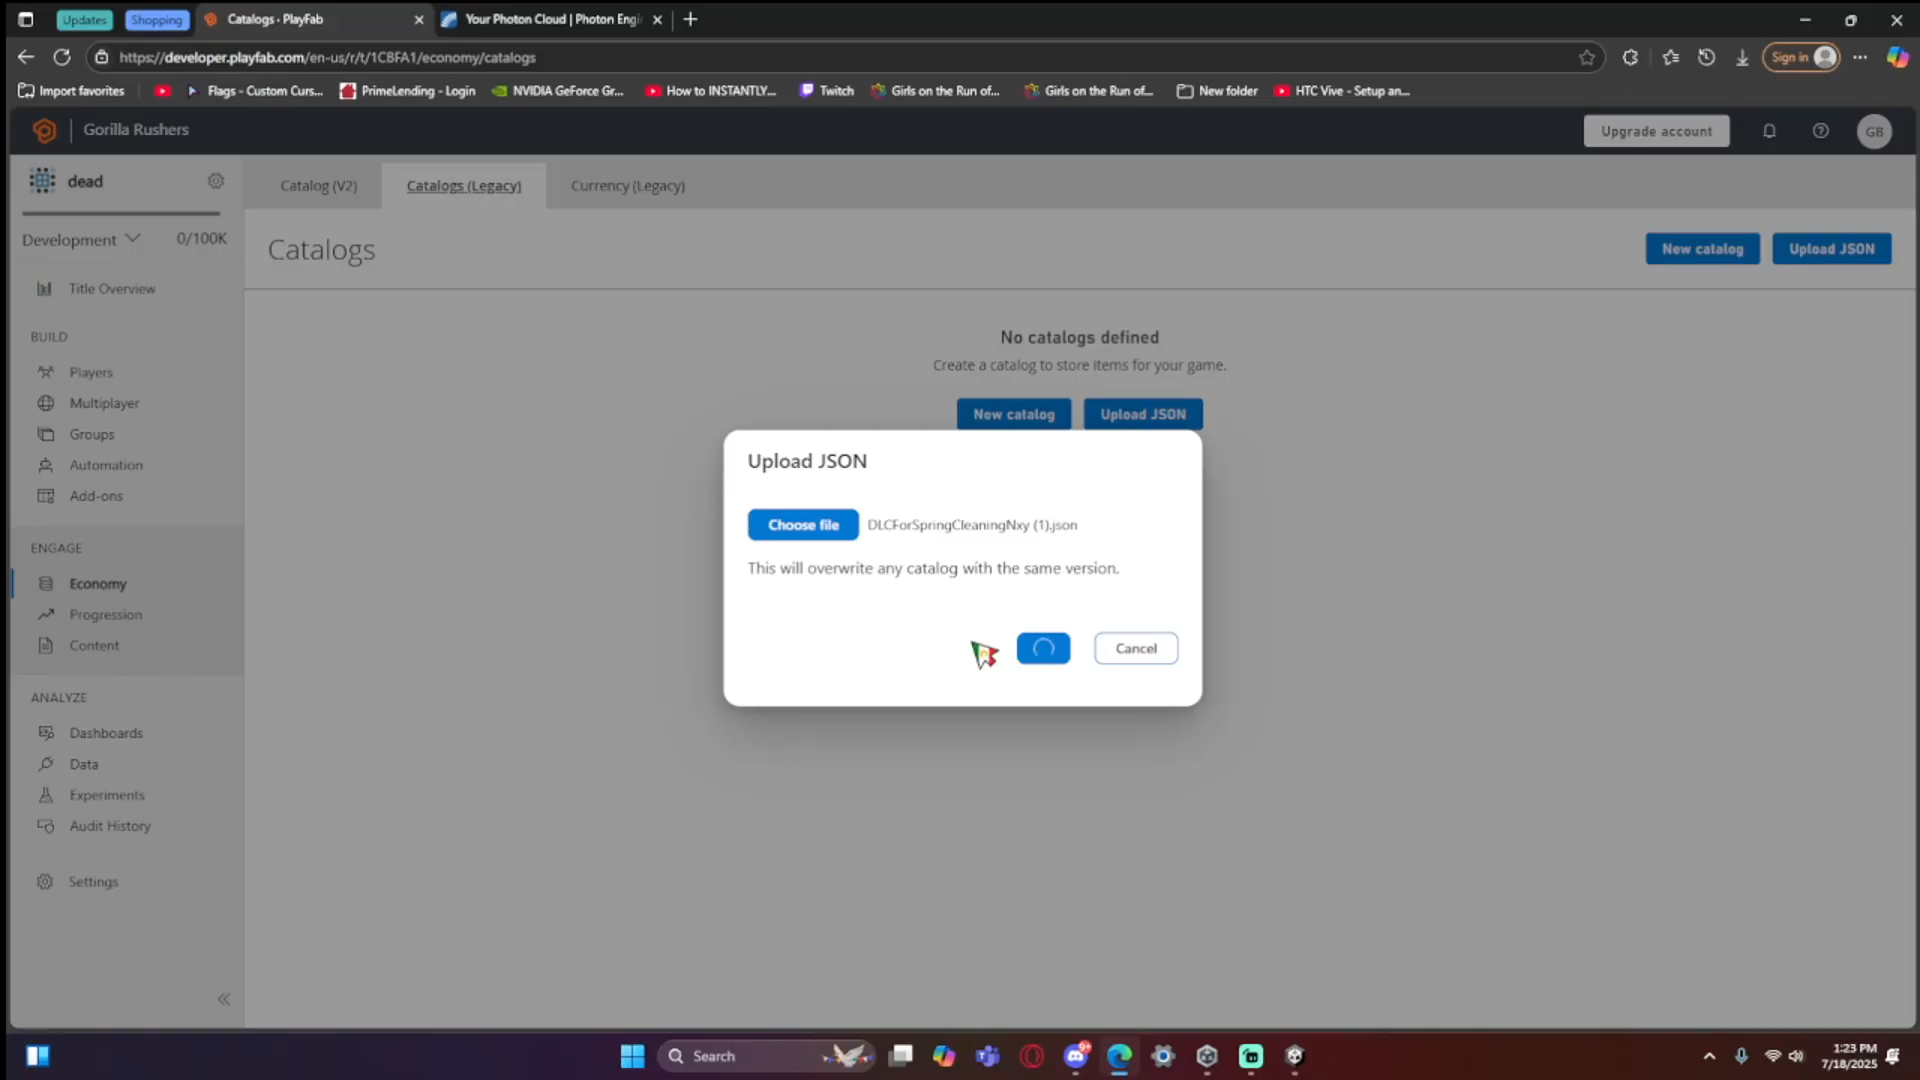 Updates
Shopping
Catalogs · PlayFab
Your Photon Cloud | Photon Engi
https://developer.playfab.com/en-us/r/t/1CBFA1/economy/catalogs
Sign in
Import favorites
Flags - Custom Curs...
PrimeLending - Login
NVIDIA GeForce Gr...
How to INSTANTLY...
Twitch
Girls on the Run of...
Girls on the Run of...
New folder
HTC Vive - Setup an...
Gorilla Rushers
Upgrade account
GB
dead
Catalog (V2)
Catalogs (Legacy)
Currency (Legacy)
Development
0/100K
Catalogs
New catalog
Upload JSON
Title Overview
BUILD
Players
Multiplayer
Groups
Automation
Add-ons
ENGAGE
Economy
Progression
Content
ANALYZE
Dashboards
Data
Experiments
Audit History
Settings
No catalogs defined
Create a catalog to store items for your game.
New catalog
Upload JSON
Upload JSON
Choose file
DLCForSpringCleaningNxy (1).json
This will overwrite any catalog with the same version.
Cancel
Search
1:23 PM
7/18/2025